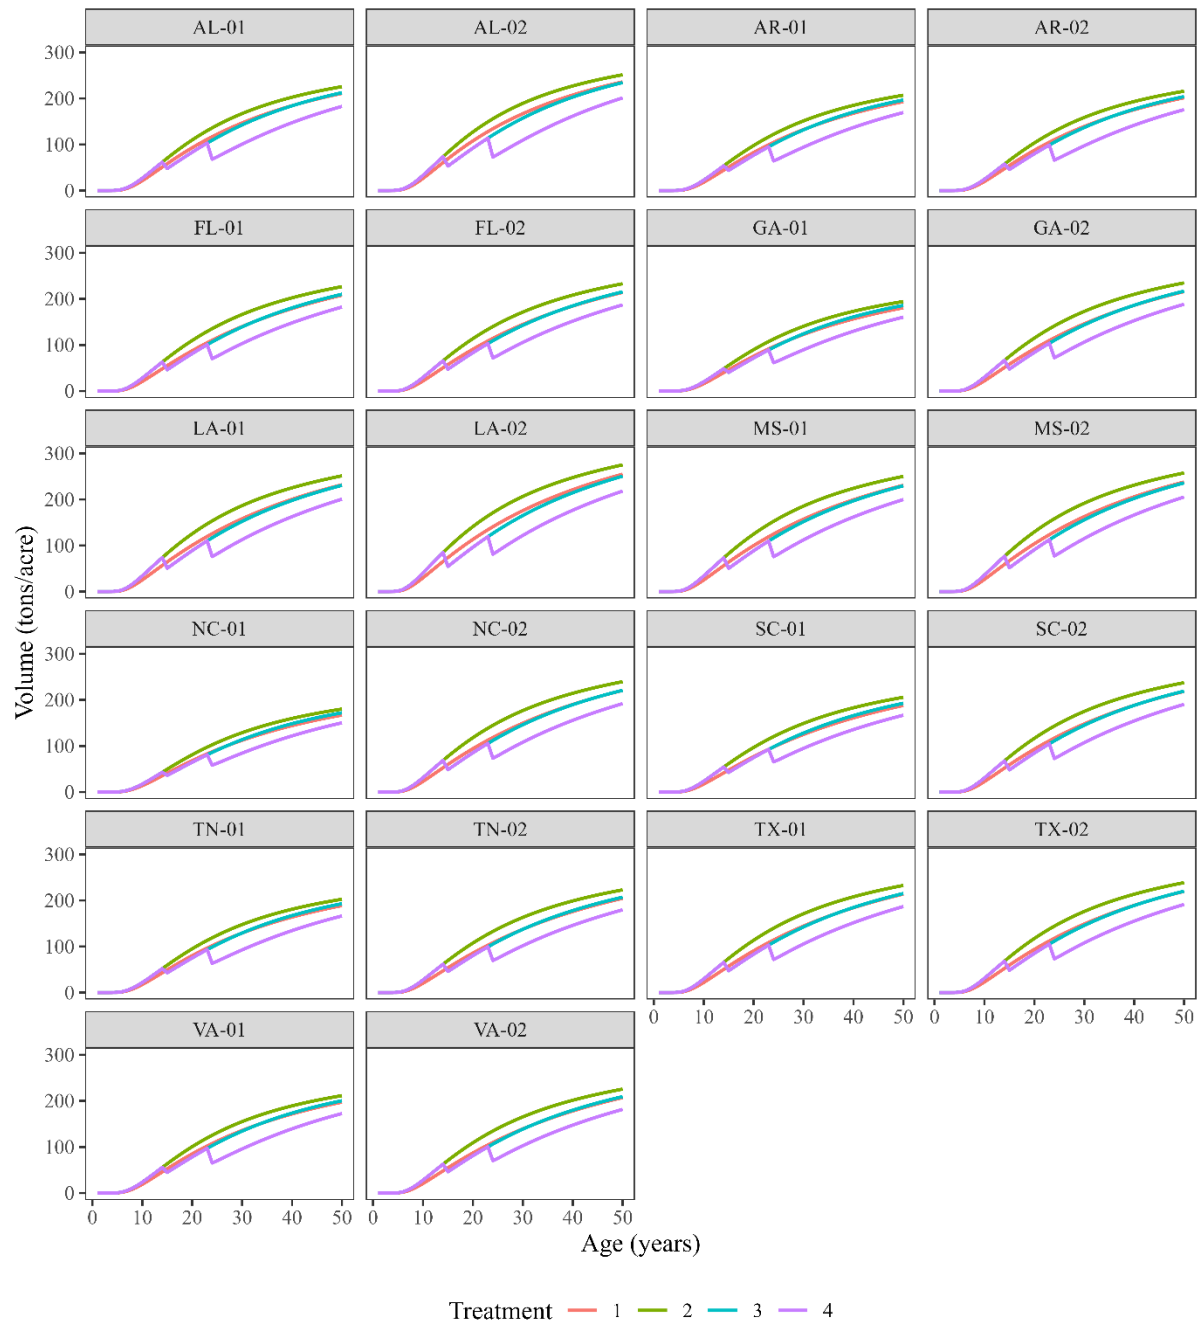 AL-01 AL-02 AR-01 AR-02
300
200
100
0
FL-01 FL-02 GA-01 GA-02
300
200
100
0
LA-01 LA-02 MS-01 MS-02
300
200
100
0
Volume (tons/acre)
NC-01 NC-02 SC-01 SC-02
300
200
100
0
TN-01 TN-02 TX-01 TX-02
300
200
100
0
0 10 20 30 40 50 0 10 20 30 40 50
VA-01 VA-02
300
200
100
0
0 10 20 30 40 50 0 10 20 30 40 50
Age (years)
Treatment 1 2 3 4